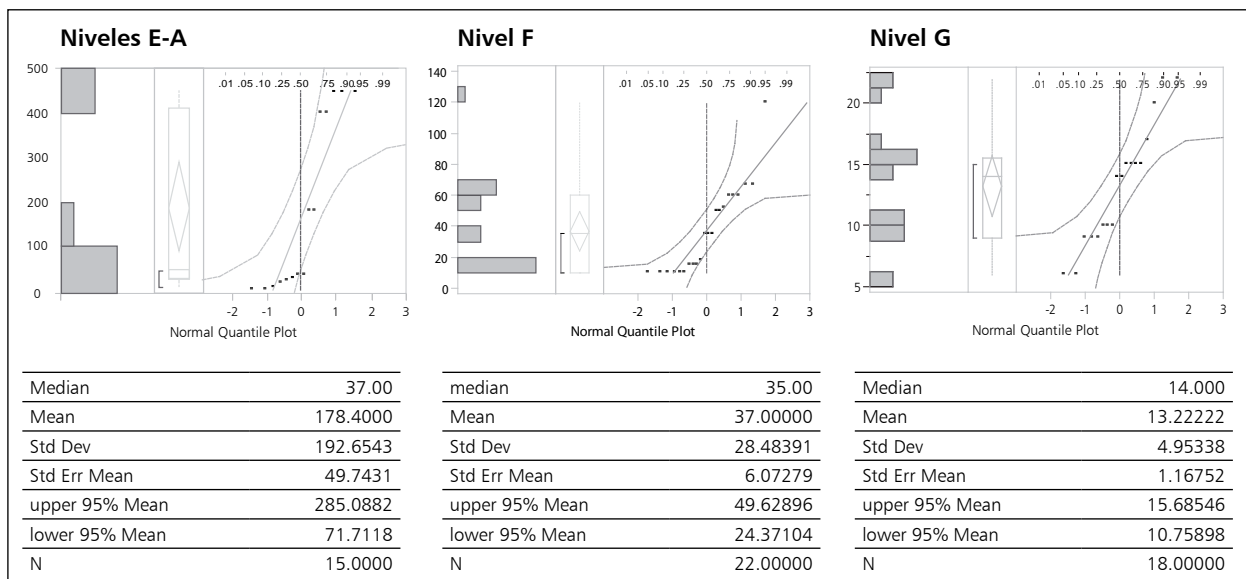 Niveles E-A
500
400
300
200
100
0
.01 .05 .10 .25 .50 .75 .90 .95 .99
-2 -1 0 1 2 3
Normal Quantile Plot
Median 37.00
Mean 178.4000
Std Dev 192.6543
Std Err Mean 49.7431
upper 95% Mean 285.0882
lower 95% Mean 71.7118
N 15.0000
Nivel F
140
120
100
80
60
40
20
0
.01 .05 .10 .25 .50 .75 .90 .95 .99
-2 -1 0 1 2 3
Normal Quantile Plot
median 35.00
Mean 37.00000
Std Dev 28.48391
Std Err Mean 6.07279
upper 95% Mean 49.62896
lower 95% Mean 24.37104
N 22.00000
Nivel G
20
15
10
5
.01 .05 .10 .25 .50 .75 .90 .95 .99
-2 -1 0 1 2 3
Normal Quantile Plot
Median 14.000
Mean 13.22222
Std Dev 4.95338
Std Err Mean 1.16752
upper 95% Mean 15.68546
lower 95% Mean 10.75898
N 18.00000